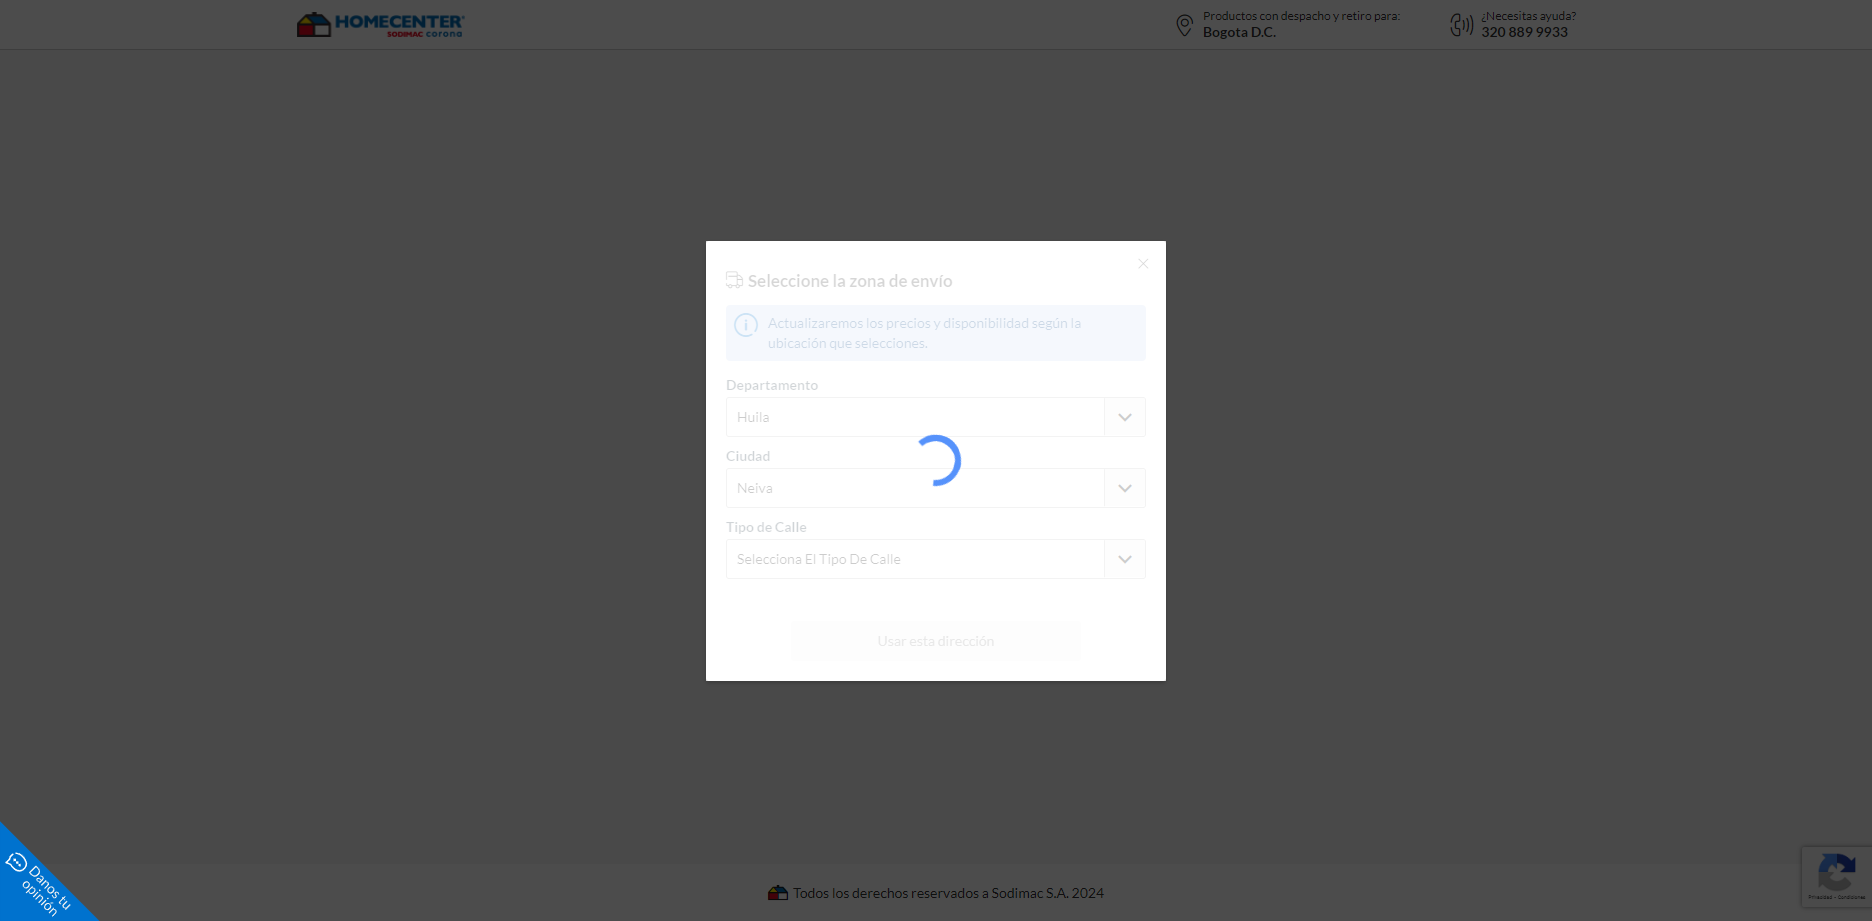 HOMECENTER
SODIMAC corona
Productos con despacho y retiro para:
Bogota D.C.
¿Necesitas ayuda?
320 889 9933
Seleccione la zona de envío
Actualizaremos los precios y disponibilidad según la
ubicación que selecciones.
Departamento
Huila
Ciudad
Neiva
Tipo de Calle
Selecciona El Tipo De Calle
Usar esta dirección
Danos tu
opinión
Todos los derechos reservados a Sodimac S.A. 2024
Privacidad - Condiciones